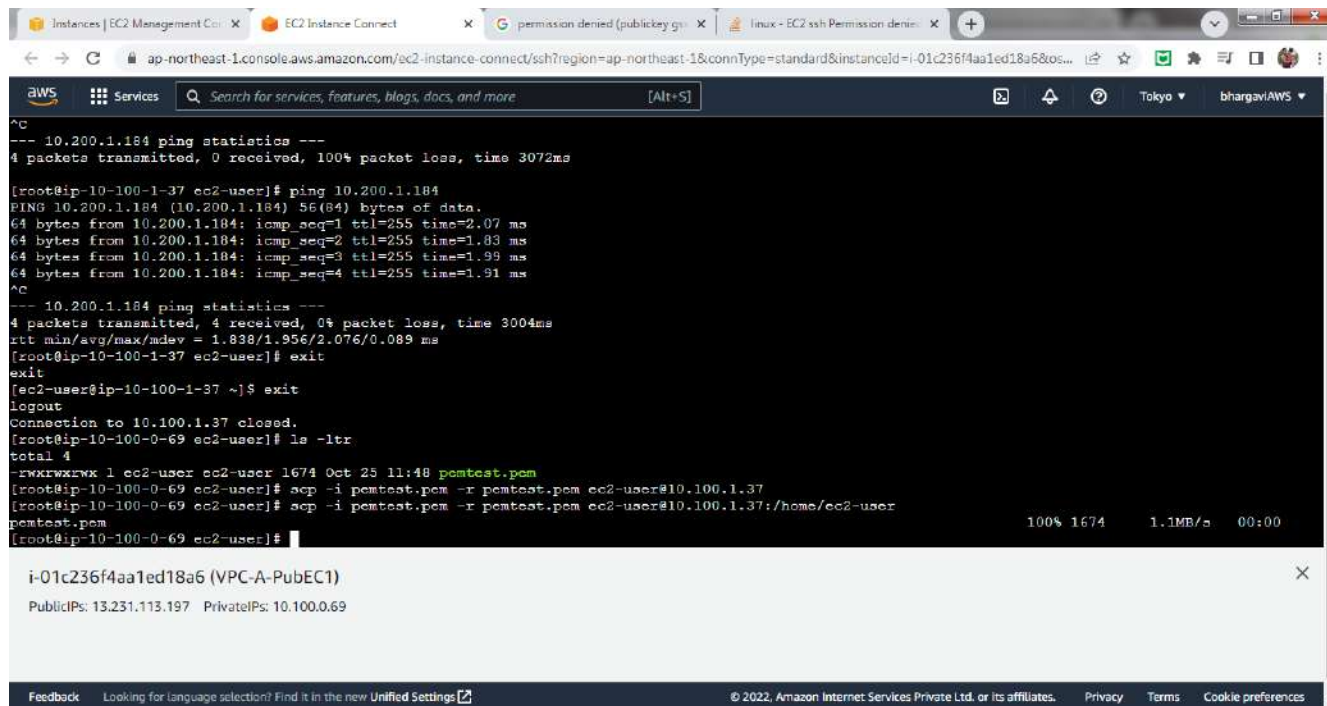 Instances | EC2 Management Con
EC2 Instance Connect
permission denied (publickey gss
linux - EC2 ssh Permission denied
ap-northeast-1.console.aws.amazon.com/ec2-instance-connect/ssh?region=ap-northeast-1&connType=standard&instanceId=i-01c236f4aa1ed18a6&os...
aws
Services
Search for services, features, blogs, docs, and more
[Alt+S]
Tokyo
bhargaviAWS
^C
--- 10.200.1.184 ping statistics ---
4 packets transmitted, 0 received, 100% packet loss, time 3072ms
[root@ip-10-100-1-37 ec2-user]# ping 10.200.1.184
PING 10.200.1.184 (10.200.1.184) 56(84) bytes of data.
64 bytes from 10.200.1.184: icmp_seq=1 ttl=255 time=2.07 ms
64 bytes from 10.200.1.184: icmp_seq=2 ttl=255 time=1.83 ms
64 bytes from 10.200.1.184: icmp_seq=3 ttl=255 time=1.99 ms
64 bytes from 10.200.1.184: icmp_seq=4 ttl=255 time=1.91 ms
^C
--- 10.200.1.184 ping statistics ---
4 packets transmitted, 4 received, 0% packet loss, time 3004ms
rtt min/avg/max/mdev = 1.838/1.956/2.076/0.089 ms
[root@ip-10-100-1-37 ec2-user]# exit
exit
[ec2-user@ip-10-100-1-37 ~]$ exit
logout
Connection to 10.100.1.37 closed.
[root@ip-10-100-0-69 ec2-user]# ls -ltr
total 4
-rwxrwxrwx 1 ec2-user ec2-user 1674 Oct 25 11:48 pemtest.pem
[root@ip-10-100-0-69 ec2-user]# scp -i pemtest.pem -r pemtest.pem ec2-user@10.100.1.37
[root@ip-10-100-0-69 ec2-user]# scp -i pemtest.pem -r pemtest.pem ec2-user@10.100.1.37:/home/ec2-user
pemtest.pem 100% 1674 1.1MB/s 00:00
[root@ip-10-100-0-69 ec2-user]#
i-01c236f4aa1ed18a6 (VPC-A-PubEC1)
PublicIPs: 13.231.113.197 PrivateIPs: 10.100.0.69
Feedback Looking for language selection? Find it in the new Unified Settings © 2022, Amazon Internet Services Private Ltd. or its affiliates. Privacy Terms Cookie preferences